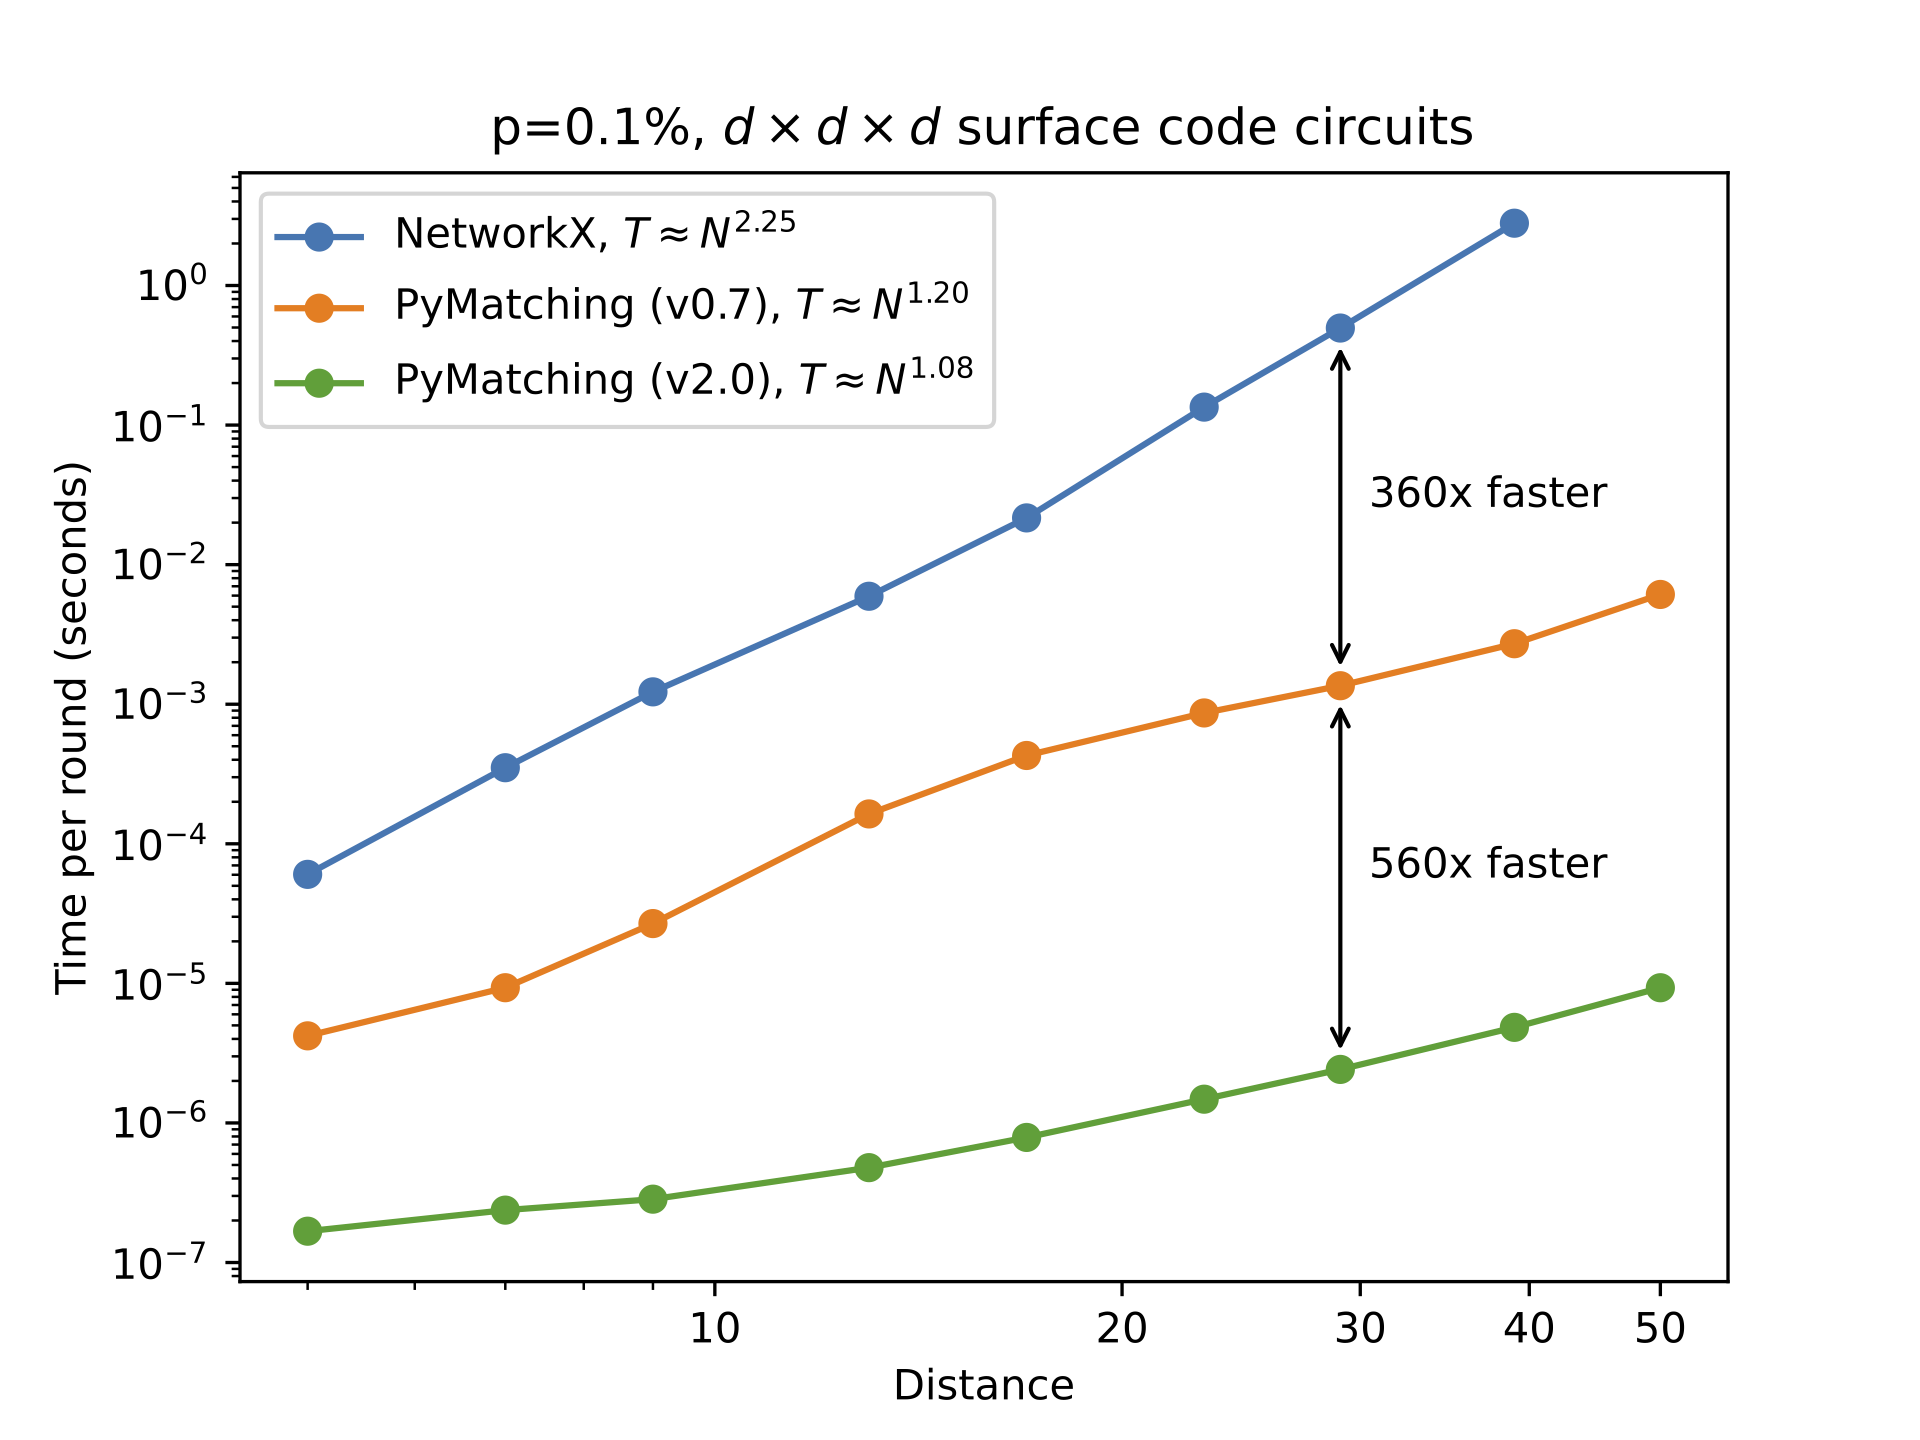 p=0.1%, d × d × d surface code circuits
NetworkX, T ≈ N^2.25
PyMatching (v0.7), T ≈ N^1.20
PyMatching (v2.0), T ≈ N^1.08
10^0
10^−1
10^−2
10^−3
10^−4
10^−5
10^−6
10^−7
Time per round (seconds)
360x faster
560x faster
10 20 30 40 50
Distance